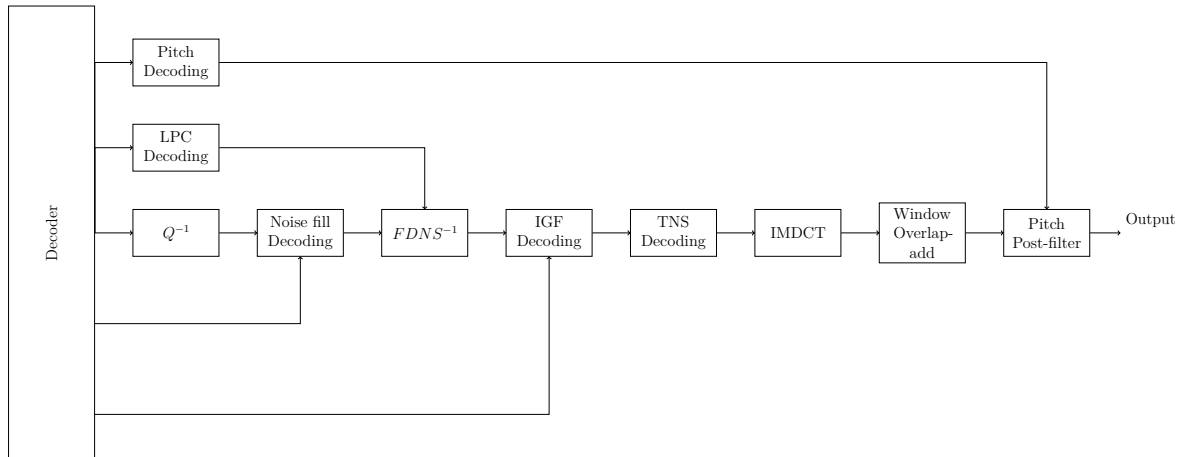 Decoder
Pitch
Decoding
LPC
Decoding
Q⁻¹
Noise fill
Decoding
FDNS⁻¹
IGF
Decoding
TNS
Decoding
IMDCT
Window
Overlap-
add
Pitch
Post-filter
Output